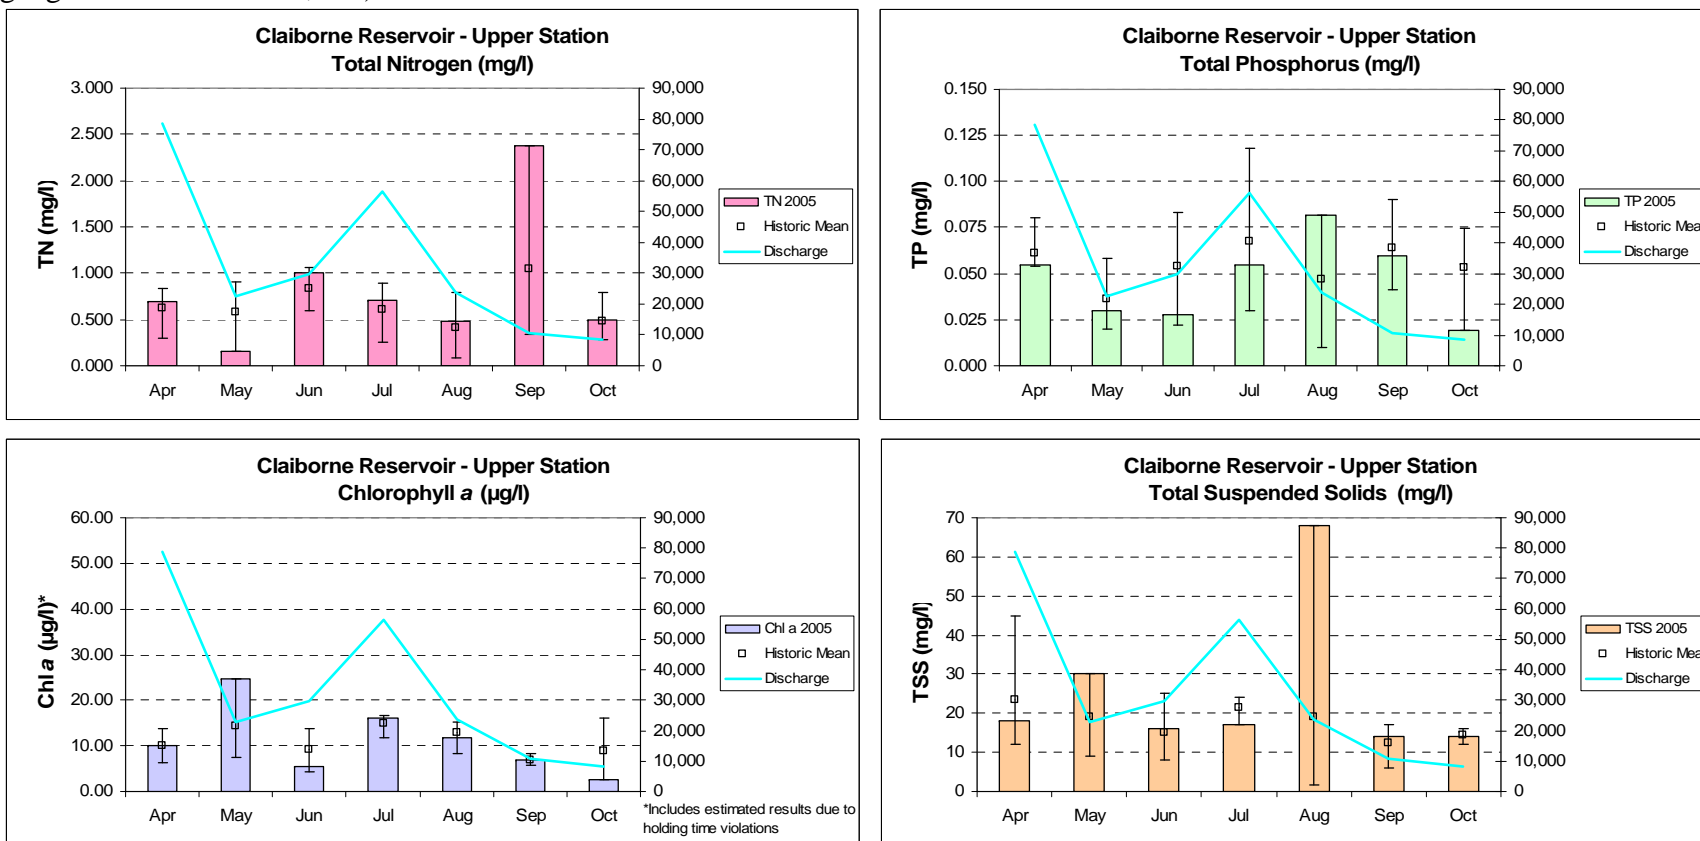 Claiborne Reservoir - Upper Station
Total Nitrogen (mg/l)
TN (mg/l)
3.000
2.500
2.000
1.500
1.000
0.500
0.000
90,000
80,000
70,000
60,000
50,000
40,000
30,000
20,000
10,000
0
Apr May Jun Jul Aug Sep Oct
TN 2005
Historic Mean
Discharge
Claiborne Reservoir - Upper Station
Total Phosphorus (mg/l)
TP (mg/l)
0.150
0.125
0.100
0.075
0.050
0.025
0.000
90,000
80,000
70,000
60,000
50,000
40,000
30,000
20,000
10,000
0
Apr May Jun Jul Aug Sep Oct
TP 2005
Historic Mea
Discharge
Claiborne Reservoir - Upper Station
Chlorophyll a (µg/l)
Chl a (µg/l)*
60.00
50.00
40.00
30.00
20.00
10.00
0.00
90,000
80,000
70,000
60,000
50,000
40,000
30,000
20,000
10,000
0
Apr May Jun Jul Aug Sep Oct
Chl a 2005
Historic Mean
Discharge
*Includes estimated results due to
holding time violations
Claiborne Reservoir - Upper Station
Total Suspended Solids (mg/l)
TSS (mg/l)
70
60
50
40
30
20
10
0
90,000
80,000
70,000
60,000
50,000
40,000
30,000
20,000
10,000
0
Apr May Jun Jul Aug Sep Oct
TSS 2005
Historic Mea
Discharge